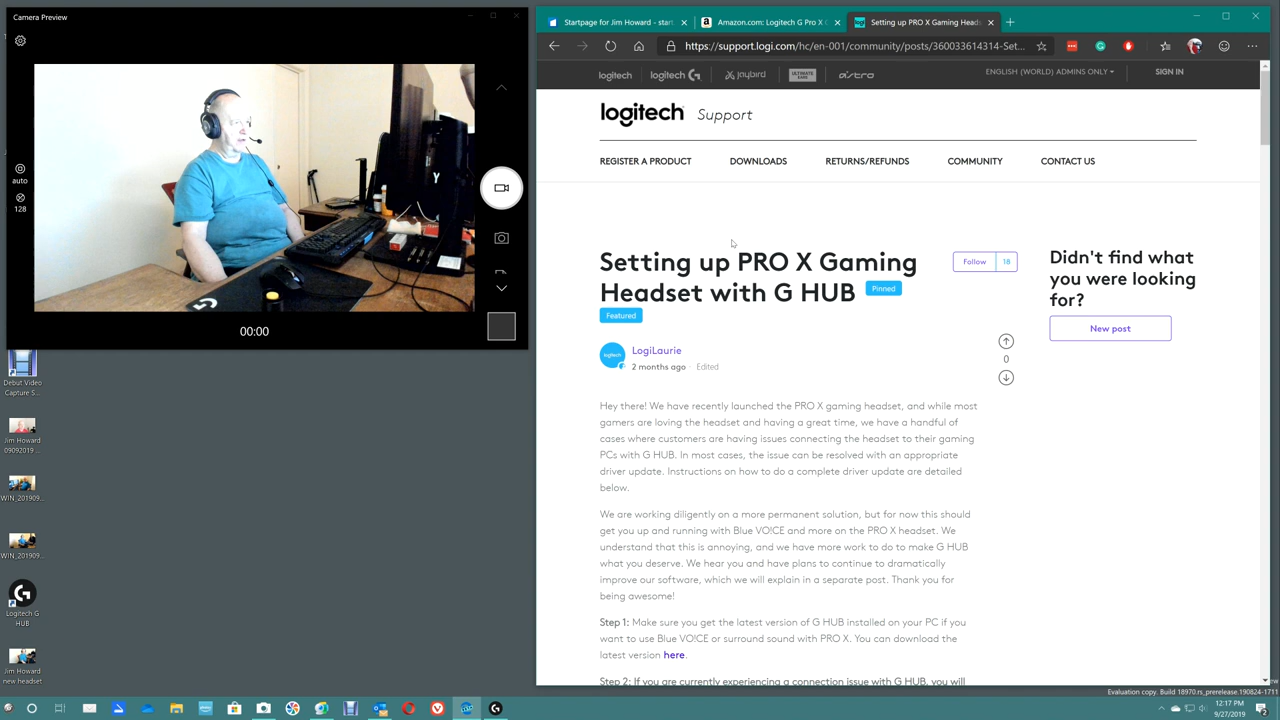 Camera Preview
auto
128
00:00
Debut Video
Capture S...
Jim Howard
09092019 ...
WIN_201909...
WIN_201909...
Logitech G
HUB
Jim Howard
new headset
Startpage for Jim Howard - start
Amazon.com: Logitech G Pro X G
Setting up PRO X Gaming Heads
https://support.logi.com/hc/en-001/community/posts/360033614314-Set...
logitech
logitech G
jaybird
ULTIMATE EARS
ASTRO
ENGLISH (WORLD) ADMINS ONLY
SIGN IN
logitech Support
REGISTER A PRODUCT
DOWNLOADS
RETURNS/REFUNDS
COMMUNITY
CONTACT US
Setting up PRO X Gaming
Headset with G HUB
Pinned
Featured
Follow 18
Didn't find what
you were looking
for?
New post
logitech
LogiLaurie
2 months ago · Edited
0
Hey there! We have recently launched the PRO X gaming headset, and while most
gamers are loving the headset and having a great time, we have a handful of
cases where customers are having issues connecting the headset to their gaming
PCs with G HUB. In most cases, the issue can be resolved with an appropriate
driver update. Instructions on how to do a complete driver update are detailed
below.
We are working diligently on a more permanent solution, but for now this should
get you up and running with Blue VO!CE and more on the PRO X headset. We
understand that this is annoying, and we have more work to do to make G HUB
what you deserve. We hear you and have plans to continue to dramatically
improve our software, which we will explain in a separate post. Thank you for
being awesome!
Step 1: Make sure you get the latest version of G HUB installed on your PC if you
want to use Blue VO!CE or surround sound with PRO X. You can download the
latest version here.
Step 2: If you are currently experiencing a connection issue with G HUB, you will
Evaluation copy. Build 18970.rs_prerelease.190824-1711
12:17 PM
9/27/2019
2